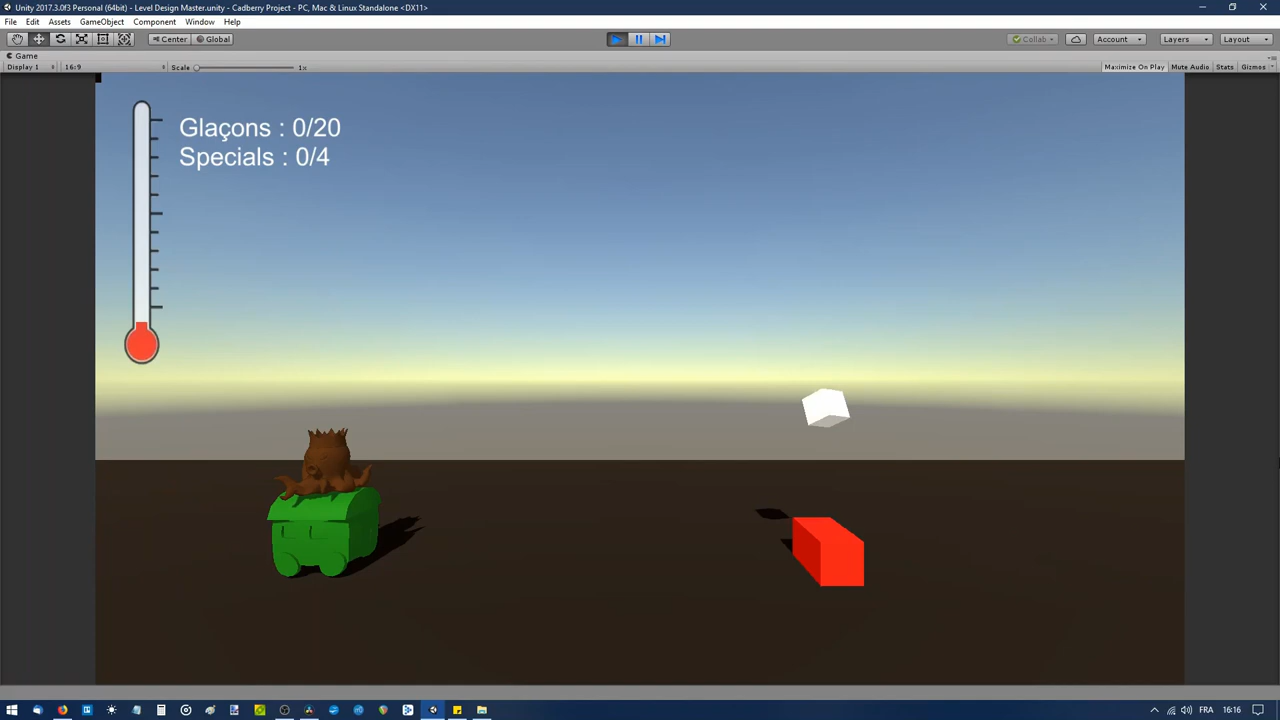 Unity 2017.3.0f3 Personal (64bit) - Level Design Master.unity - Cadberry Project - PC, Mac & Linux Standalone <DX11>
File Edit Assets GameObject Component Window Help
Center Global Collab Account Layers Layout
Game
Display 1 16:9 Scale 1x Maximize On Play Mute Audio Stats Gizmos
Glaçons : 0/20
Specials : 0/4
FRA 16:16